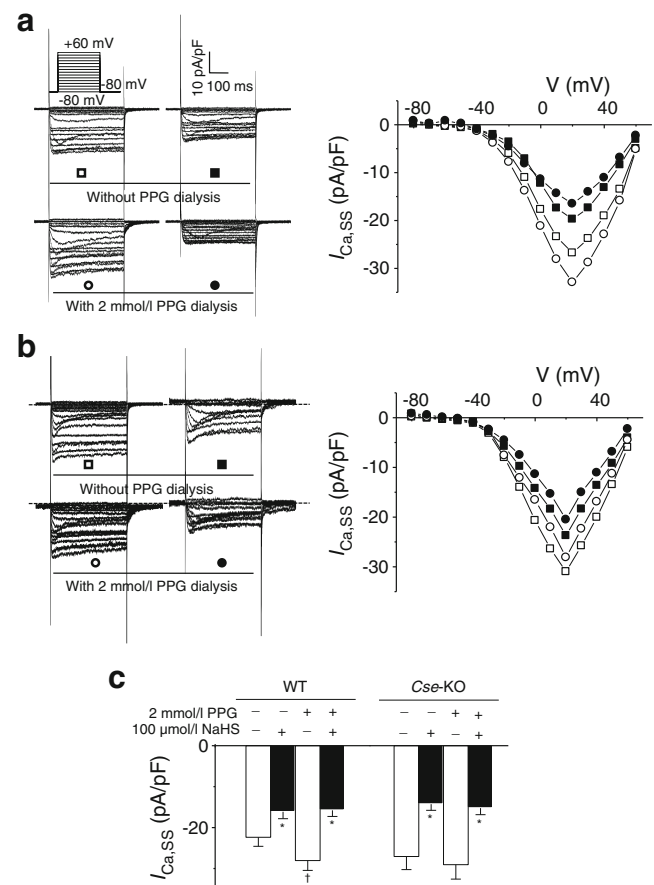 a
+60 mV
-80 mV
-80 mV
10 pA/pF
100 ms
Without PPG dialysis
With 2 mmol/l PPG dialysis
V (mV)
-80 -40 0 40
0
-10
-20
-30
I Ca,SS (pA/pF)
b
Without PPG dialysis
With 2 mmol/l PPG dialysis
V (mV)
-80 -40 0 40
0
-10
-20
-30
I Ca,SS (pA/pF)
c
WT Cse-KO
2 mmol/l PPG – – + + – – + +
100 µmol/l NaHS – + – + – + – +
0
-20
I Ca,SS (pA/pF)
* † * * *